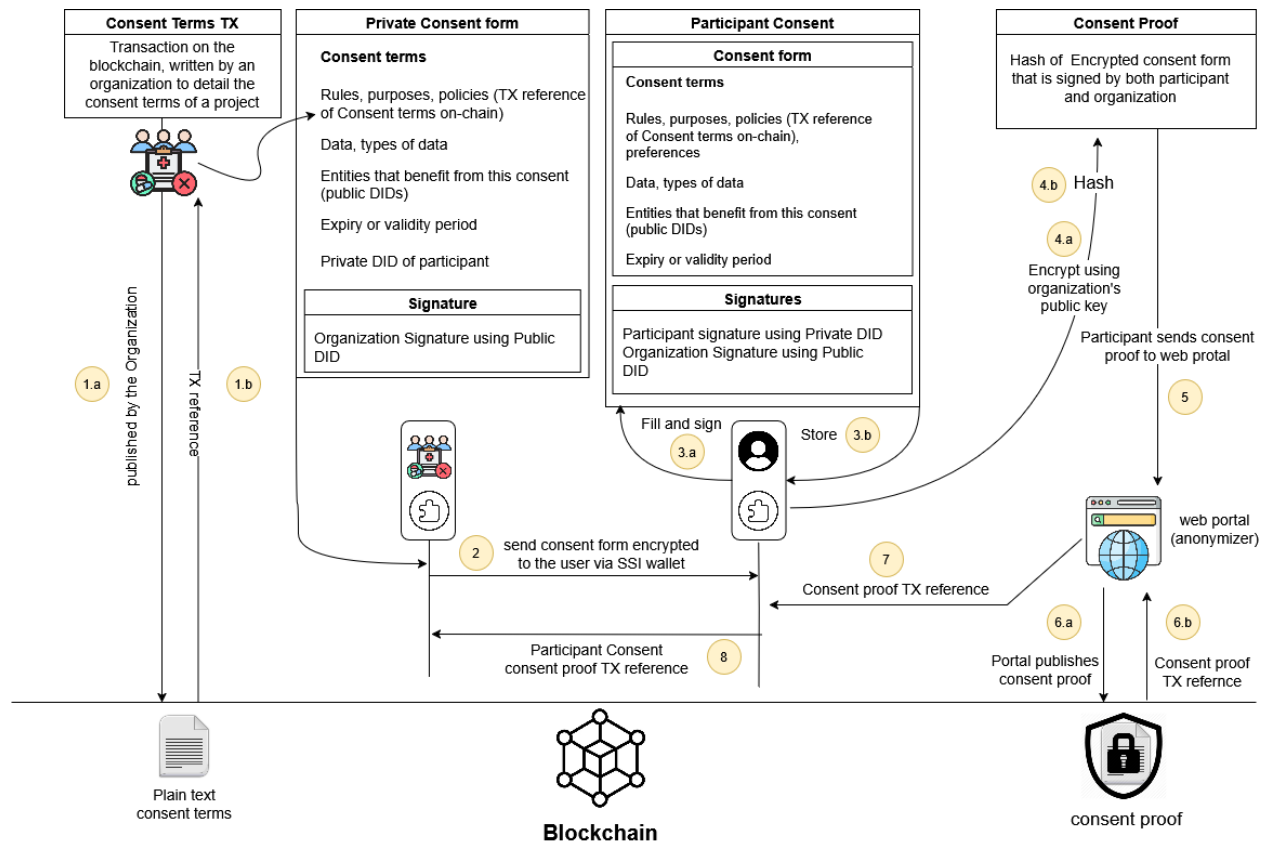 Consent Terms TX
Transaction on the
blockchain, written by an
organization to detail the
consent terms of a project
Private Consent form
Consent terms
Rules, purposes, policies (TX reference
of Consent terms on-chain)
Data, types of data
Entities that benefit from this consent
(public DIDs)
Expiry or validity period
Private DID of participant
Signature
Organization Signature using Public
DID
Participant Consent
Consent form
Consent terms
Rules, purposes, policies (TX reference
of Consent terms on-chain),
preferences
Data, types of data
Entities that benefit from this consent
(public DIDs)
Expiry or validity period
Signatures
Participant signature using Private DID
Organization Signature using Public
DID
Consent Proof
Hash of Encrypted consent form
that is signed by both participant
and organization
4.b
Hash
4.a
Encrypt using
organization's
public key
Participant sends consent
proof to web protal
5
1.a
published by the Organization
TX reference
1.b
Fill and sign
3.a
Store
3.b
web portal
(anonymizer)
2
send consent form encrypted
to the user via SSI wallet
7
Consent proof TX reference
Participant Consent
consent proof TX reference
8
6.a
Portal publishes
consent proof
6.b
Consent proof
TX refernce
Plain text
consent terms
Blockchain
consent proof